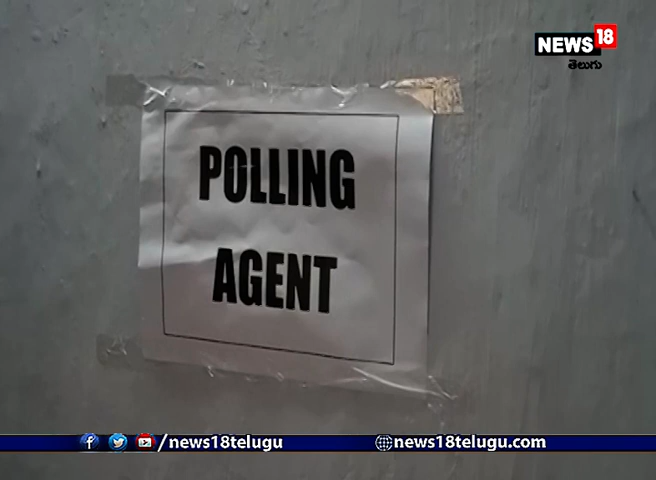 NEWS 18
తెలుగు
POLLING
AGENT
/news18telugu
news18telugu.com